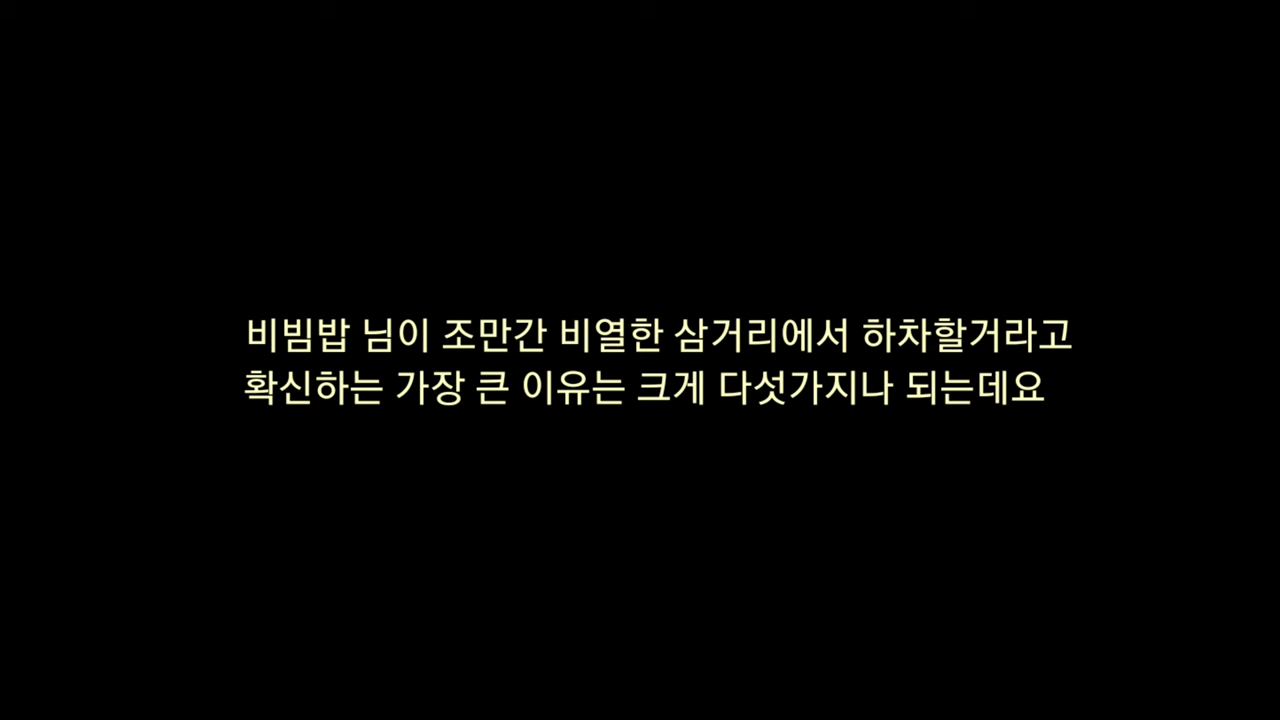 비빔밥 님이 조만간 비열한 삼거리에서 하차할거라고
확신하는 가장 큰 이유는 크게 다섯가지나 되는데요